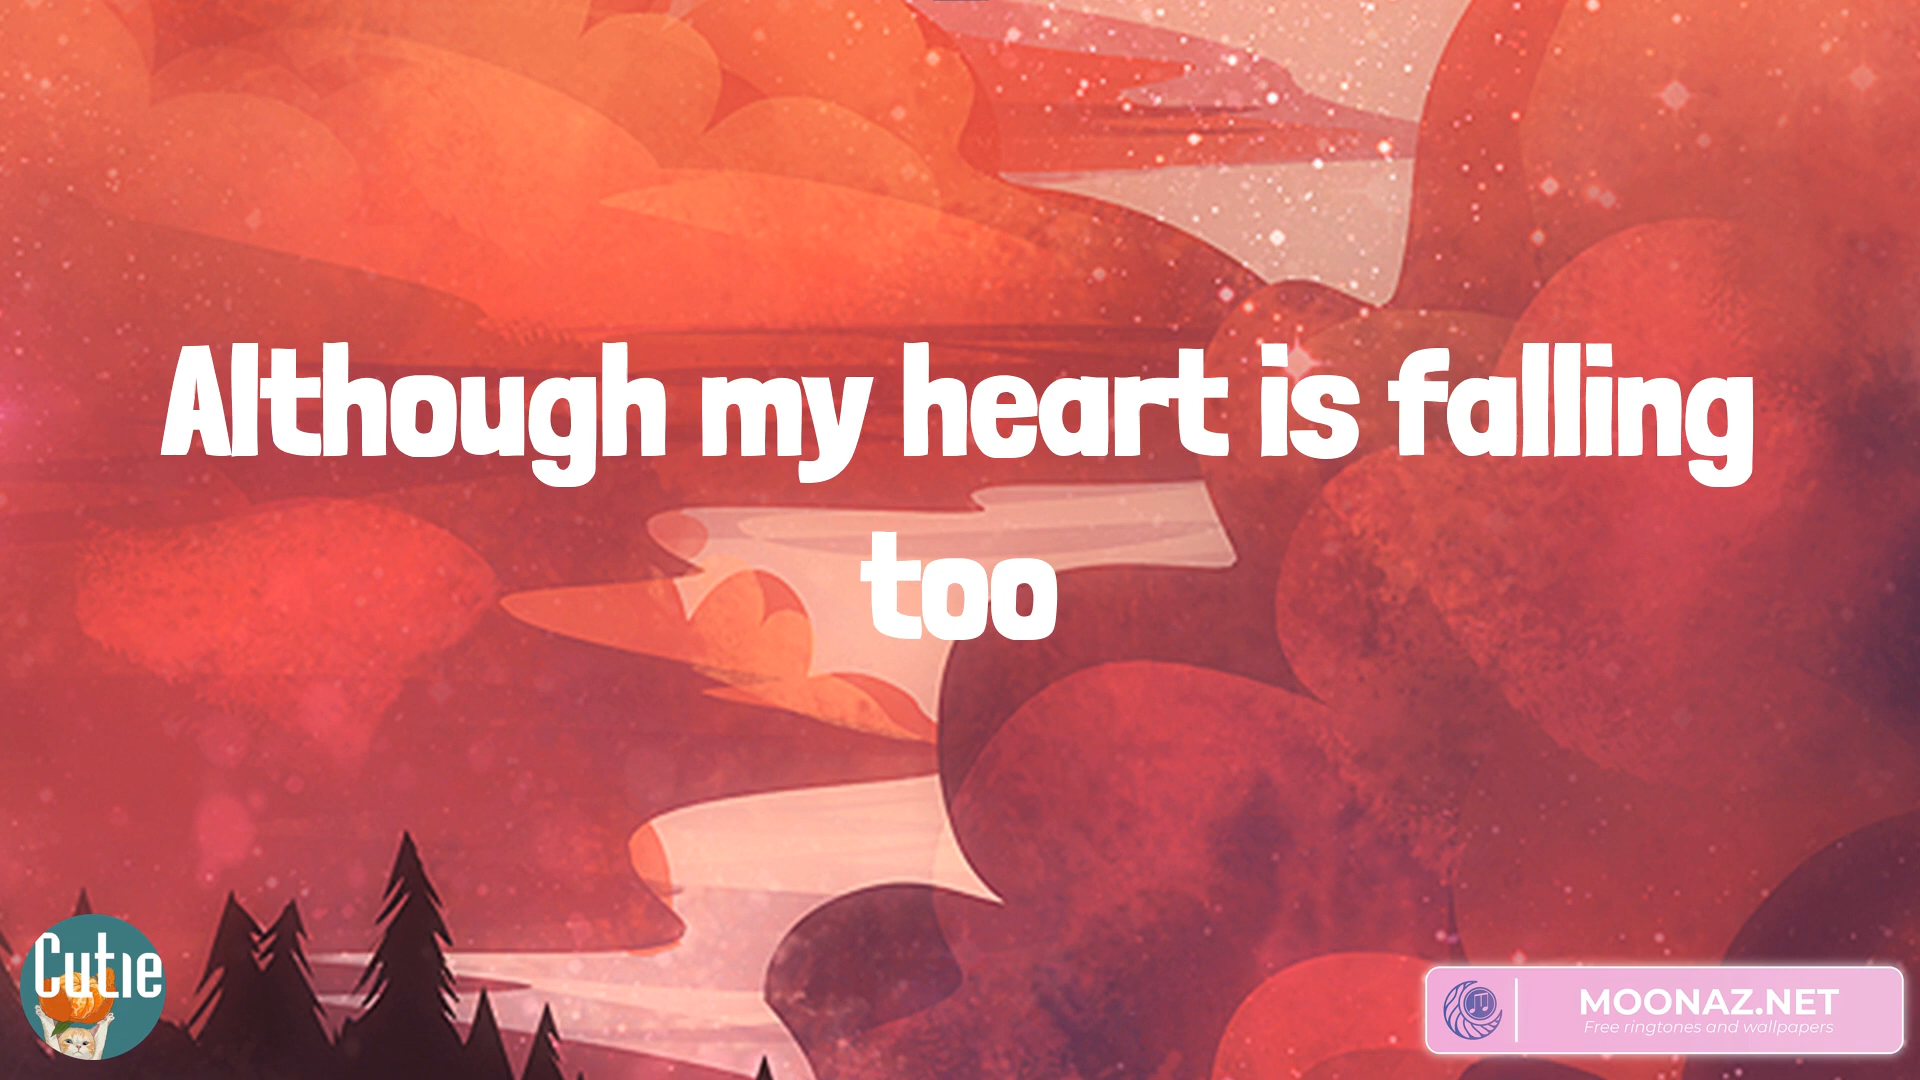 Although my heart is falling
too
Cutie
MOONAZ.NET
Free ringtones and wallpapers